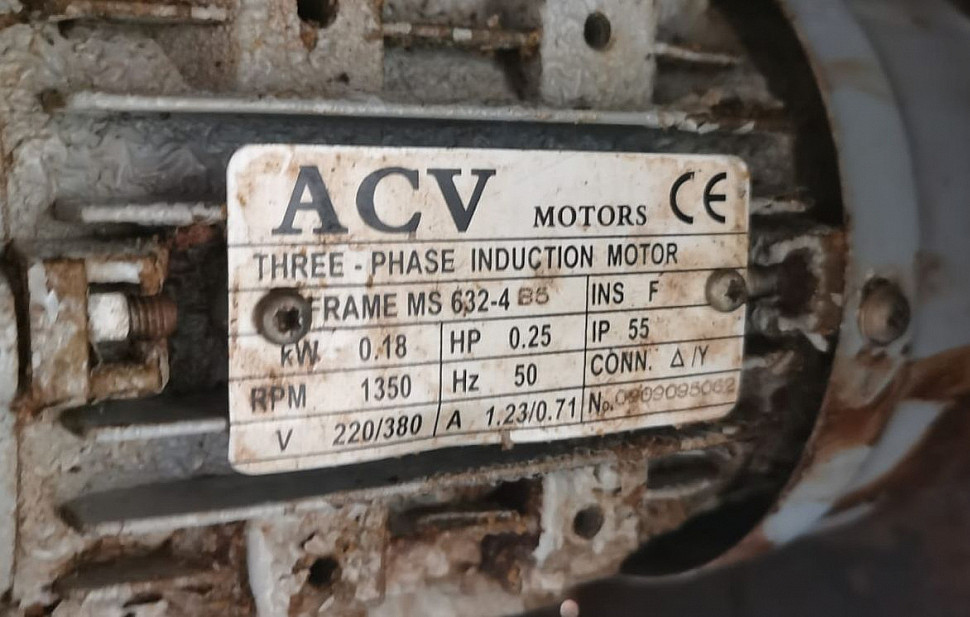 ACV MOTORS CE
THREE - PHASE INDUCTION MOTOR
FRAME MS 632-4 B5 INS F
kW 0.18 HP 0.25 IP 55
RPM 1350 Hz 50 CONN. Δ/Y
V 220/380 A 1.23/0.71 No. 0909095062